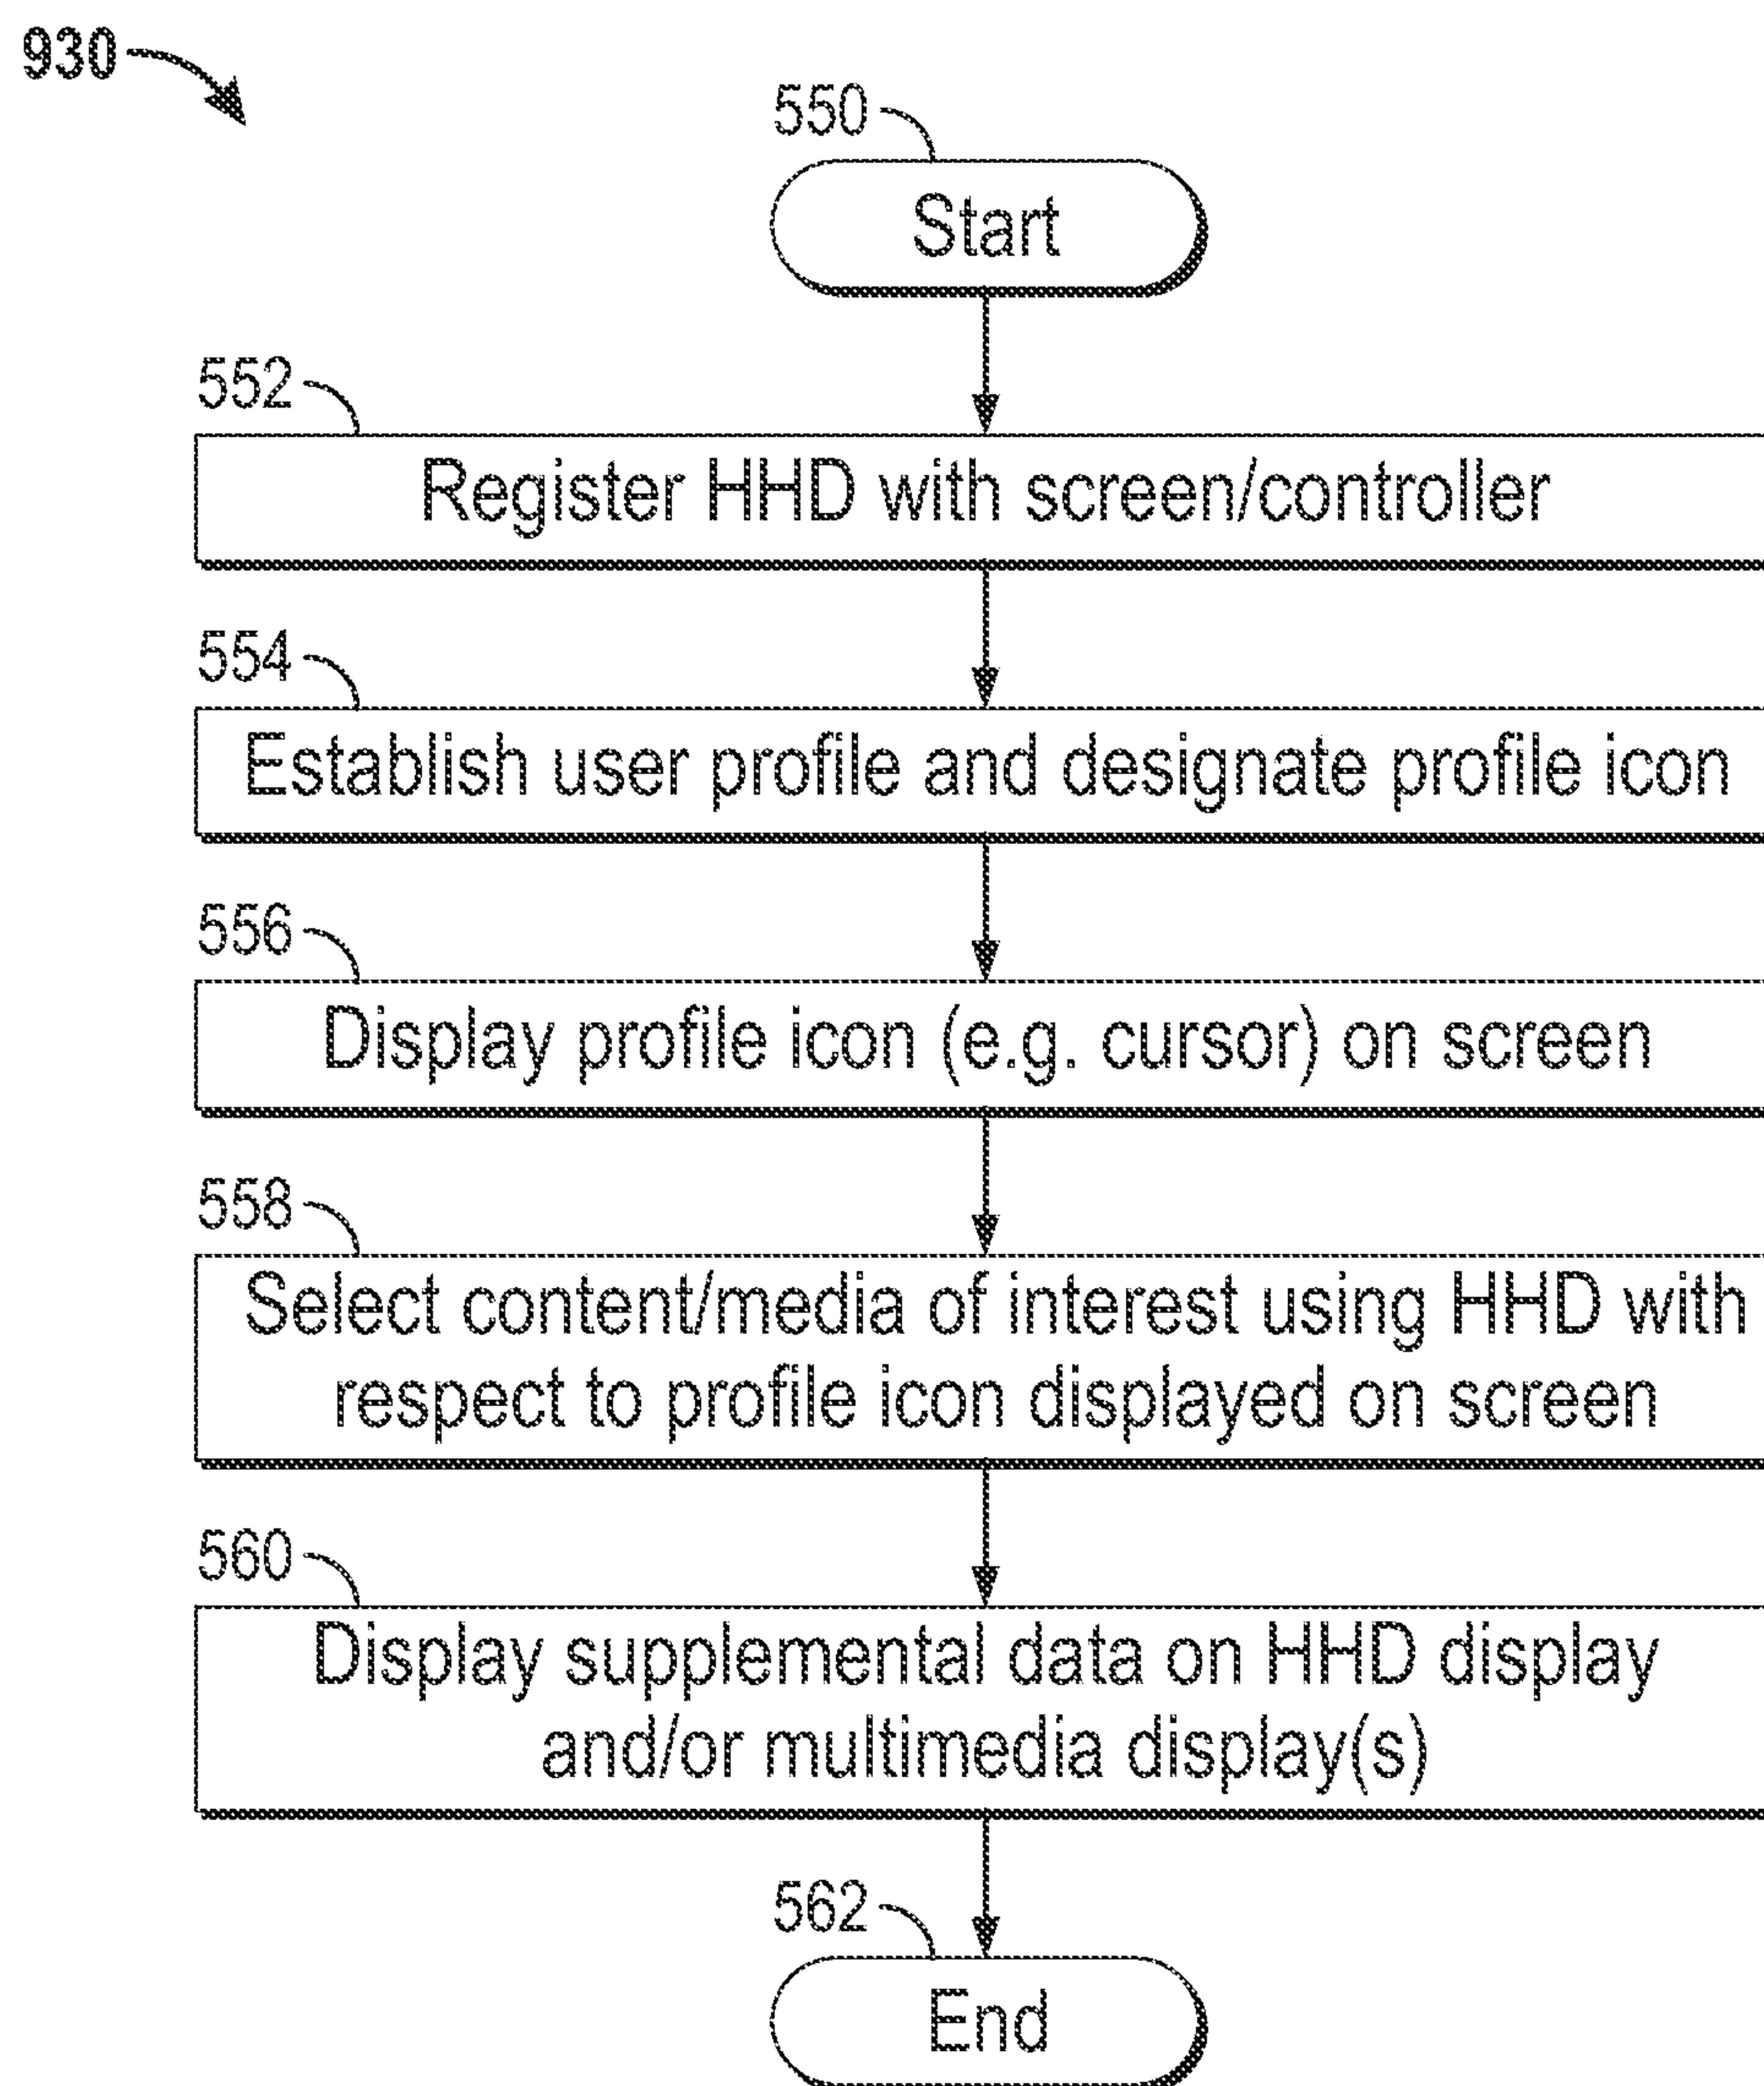 930
550
Start
552
Register HHD with screen/controller
554
Establish user profile and designate profile icon
556
Display profile icon (e.g. cursor) on screen
558
Select content/media of interest using HHD with
respect to profile icon displayed on screen
560
Display supplemental data on HHD display
and/or multimedia display(s)
562
End